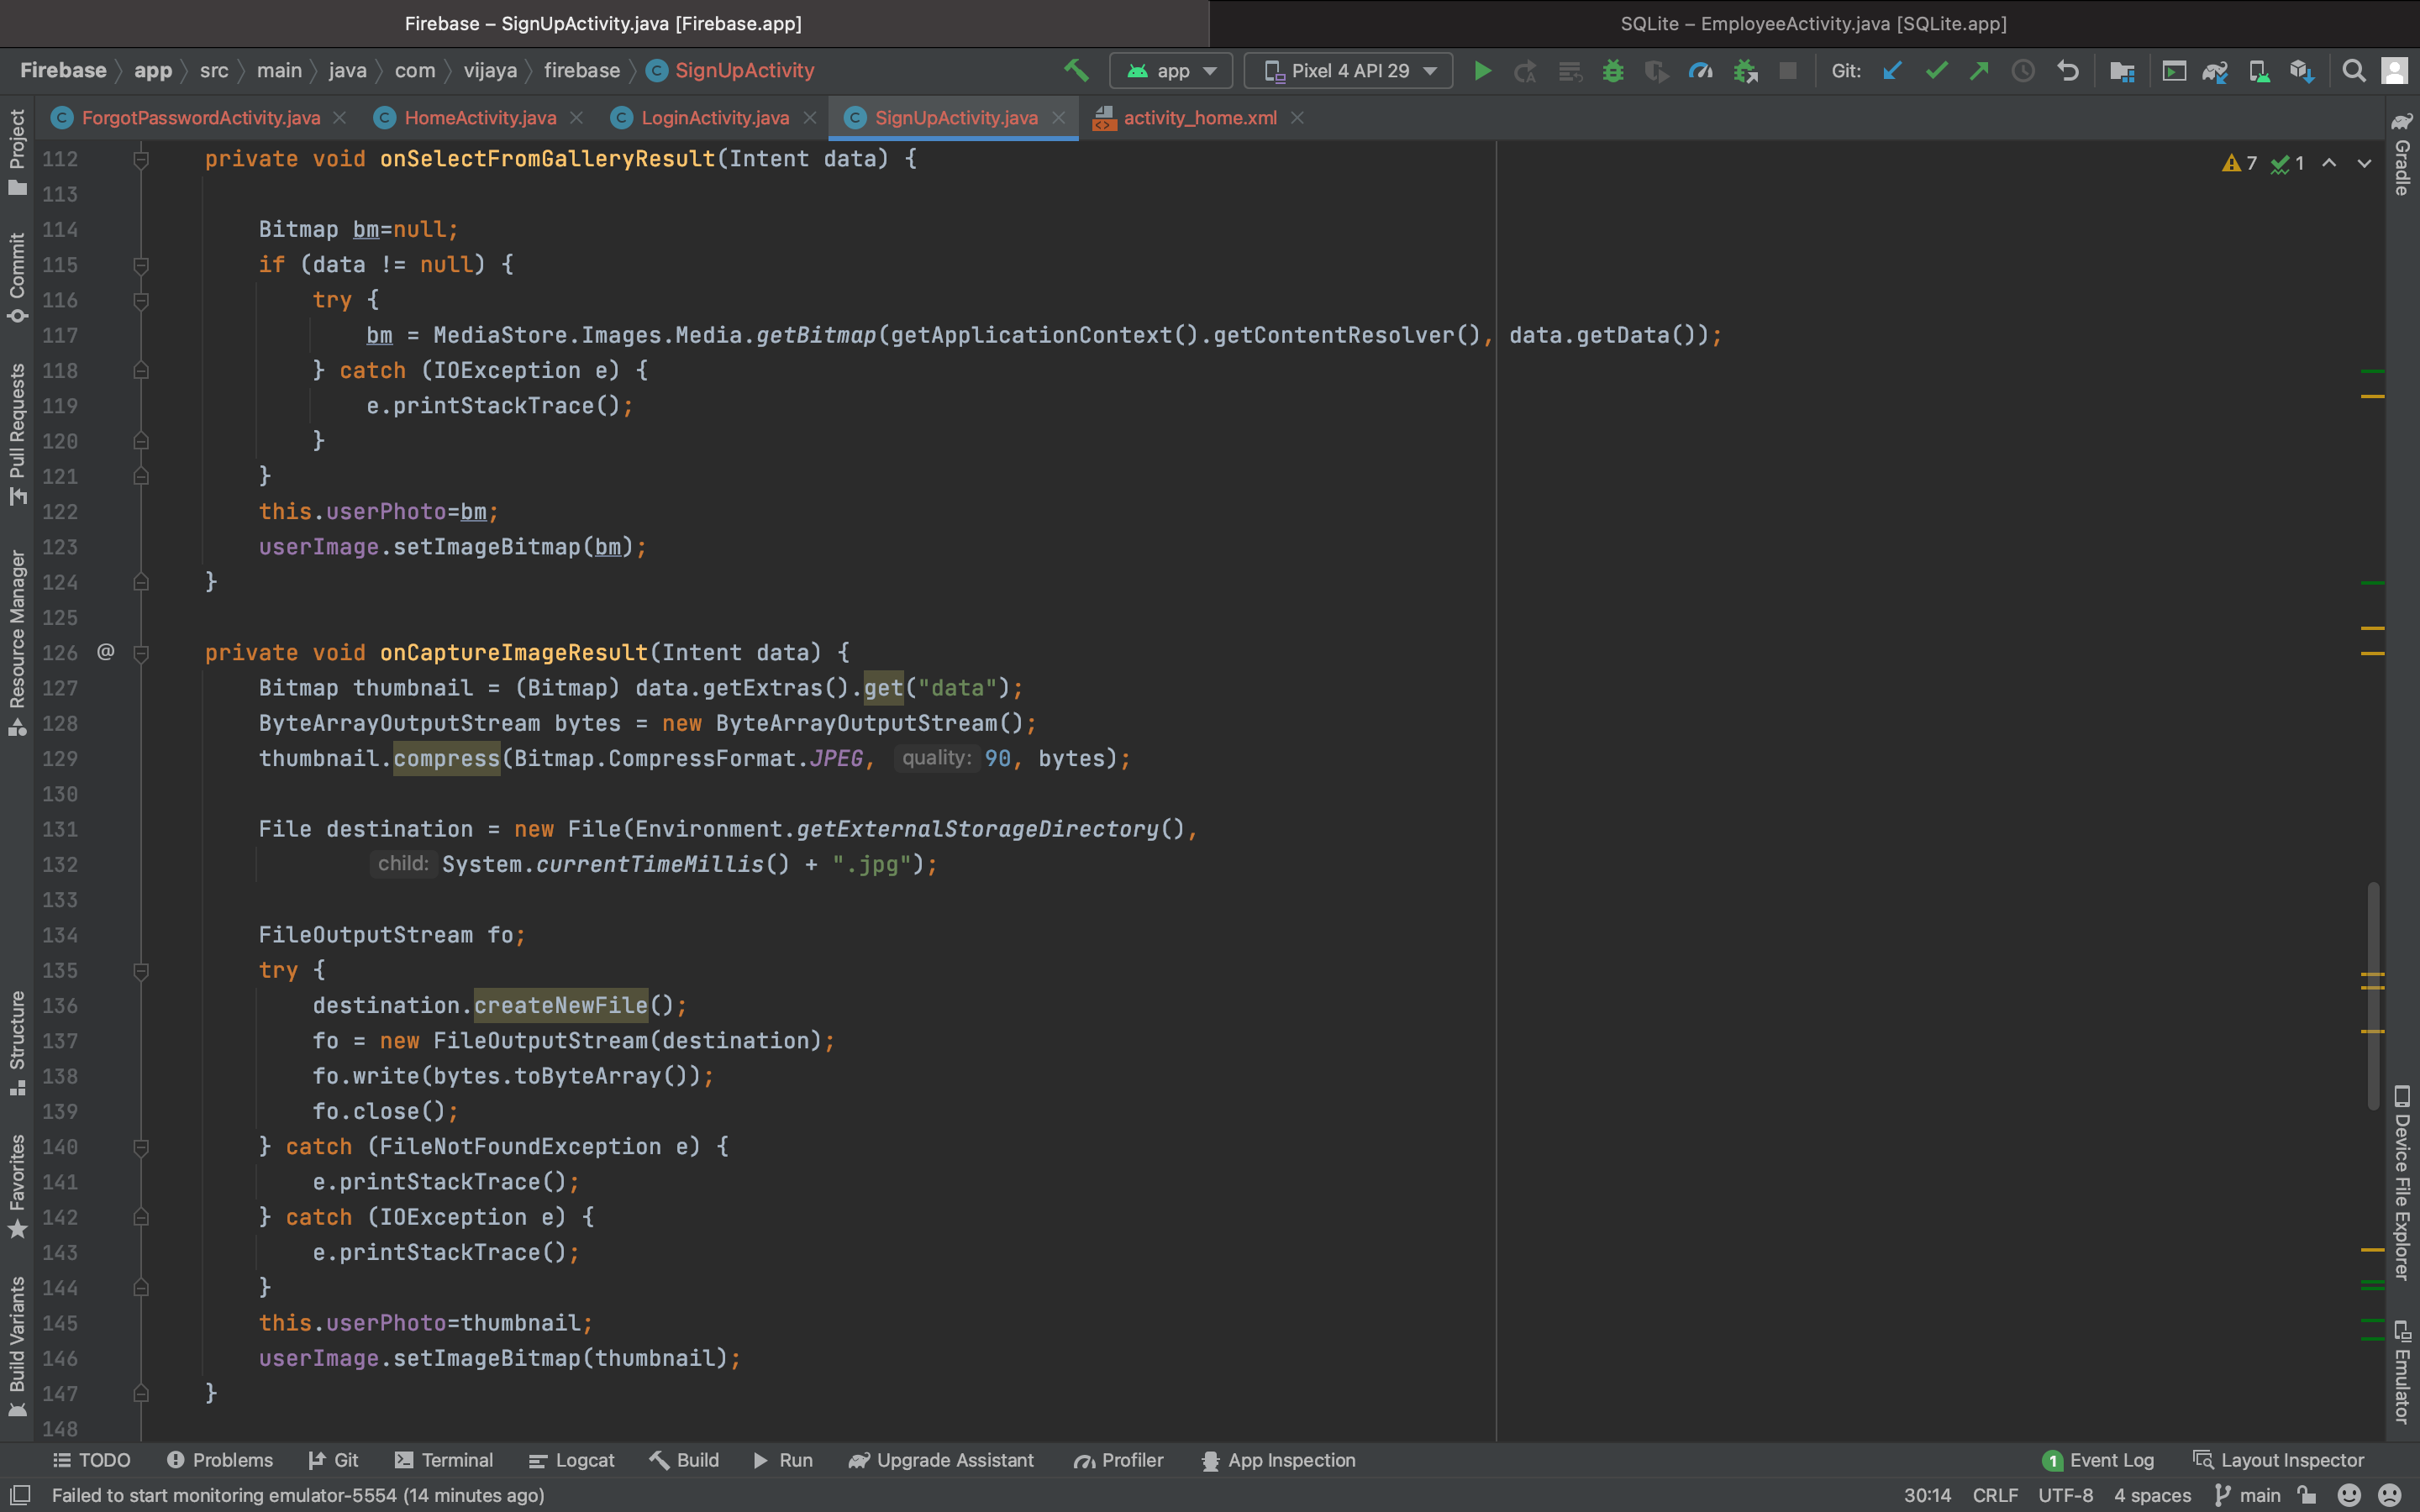 Firebase – SignUpActivity.java [Firebase.app]
SQLite – EmployeeActivity.java [SQLite.app]
Firebase app src main java com vijaya firebase SignUpActivity
app Pixel 4 API 29 Git:
ForgotPasswordActivity.java HomeActivity.java LoginActivity.java SignUpActivity.java activity_home.xml
Project
Commit
Pull Requests
Resource Manager
Structure
Favorites
Build Variants
7 1
112 private void onSelectFromGalleryResult(Intent data) {
113
114 Bitmap bm=null;
115 if (data != null) {
116 try {
117 bm = MediaStore.Images.Media.getBitmap(getApplicationContext().getContentResolver(), data.getData());
118 } catch (IOException e) {
119 e.printStackTrace();
120 }
121 }
122 this.userPhoto=bm;
123 userImage.setImageBitmap(bm);
124 }
125
126 @ private void onCaptureImageResult(Intent data) {
127 Bitmap thumbnail = (Bitmap) data.getExtras().get("data");
128 ByteArrayOutputStream bytes = new ByteArrayOutputStream();
129 thumbnail.compress(Bitmap.CompressFormat.JPEG, quality: 90, bytes);
130
131 File destination = new File(Environment.getExternalStorageDirectory(),
132 child: System.currentTimeMillis() + ".jpg");
133
134 FileOutputStream fo;
135 try {
136 destination.createNewFile();
137 fo = new FileOutputStream(destination);
138 fo.write(bytes.toByteArray());
139 fo.close();
140 } catch (FileNotFoundException e) {
141 e.printStackTrace();
142 } catch (IOException e) {
143 e.printStackTrace();
144 }
145 this.userPhoto=thumbnail;
146 userImage.setImageBitmap(thumbnail);
147 }
148
Gradle
Device File Explorer
Emulator
TODO Problems Git Terminal Logcat Build Run Upgrade Assistant Profiler App Inspection 1 Event Log Layout Inspector
Failed to start monitoring emulator-5554 (14 minutes ago) 30:14 CRLF UTF-8 4 spaces main